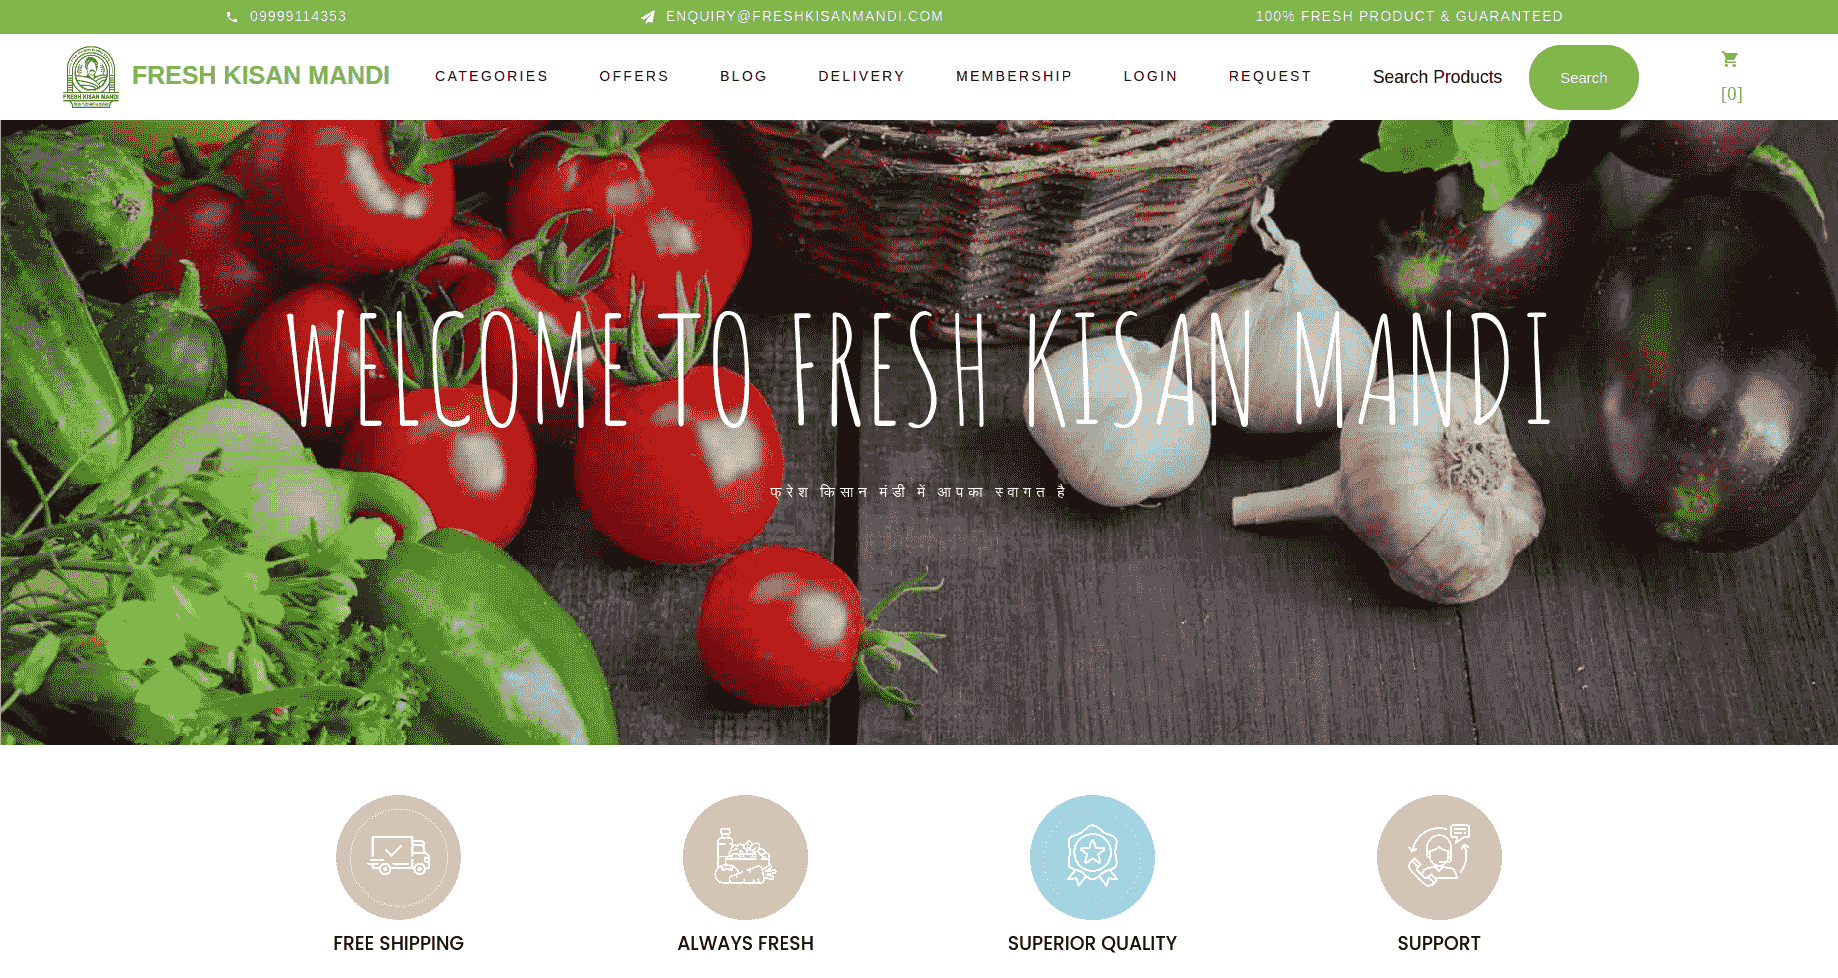 09999114353
ENQUIRY@FRESHKISANMANDI.COM
100% FRESH PRODUCT & GUARANTEED
FRESH KISAN MANDI
FRESH KISAN MANDI
CATEGORIES
OFFERS
BLOG
DELIVERY
MEMBERSHIP
LOGIN
REQUEST
Search Products
Search
[0]
WELCOME TO FRESH KISAN MANDI
फ्रेश किसान मंडी में आपका स्वागत है
FREE SHIPPING
ALWAYS FRESH
SUPERIOR QUALITY
SUPPORT